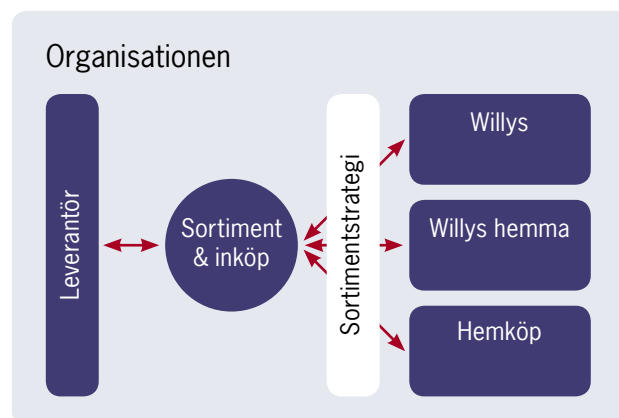 Organisationen
Leverantör
Sortiment
& inköp
Sortimentstrategi
Willys
Willys hemma
Hemköp